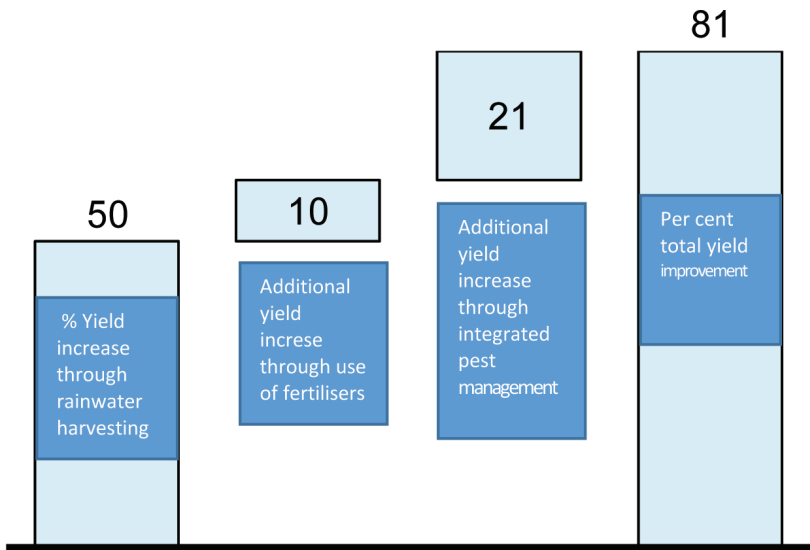 50
% Yield
increase
through
rainwater
harvesting
10
Additional
yield
increse
through use
of fertilisers
21
Additional
yield
increase
through
integrated
pest
management
81
Per cent
total yield
improvement